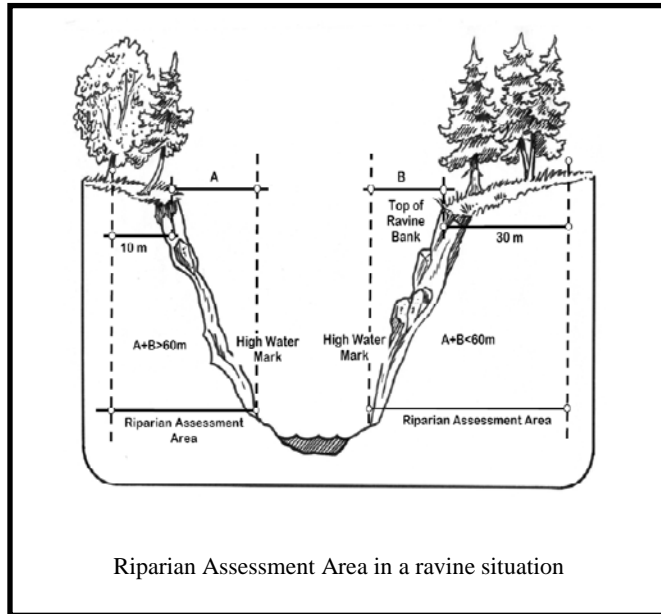 A
B
Top of
Ravine
Bank
10 m
30 m
High Water
Mark
High Water
Mark
A+B>60m
A+B<60m
Riparian Assessment
Area
Riparian Assessment Area
Riparian Assessment Area in a ravine situation